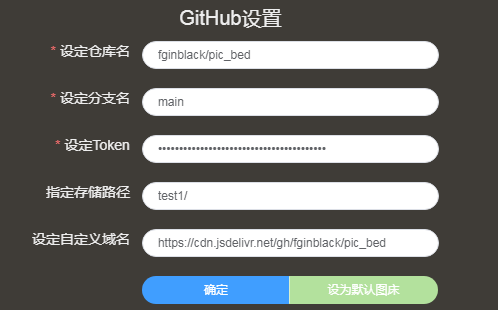 GitHub设置
* 设定仓库名 fginblack/pic_bed
* 设定分支名 main
* 设定Token ••••••••••••••••••••••••••••••••••••••••
指定存储路径 test1/
设定自定义域名 https://cdn.jsdelivr.net/gh/fginblack/pic_bed
确定 设为默认图床